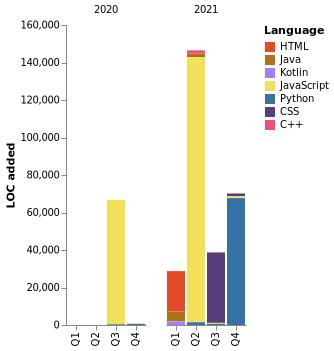 2020 2021
Language
HTML
Java
Kotlin
JavaScript
Python
CSS
C++
LOC added
160,000
140,000
120,000
100,000
80,000
60,000
40,000
20,000
0
Q1 Q2 Q3 Q4 Q1 Q2 Q3 Q4